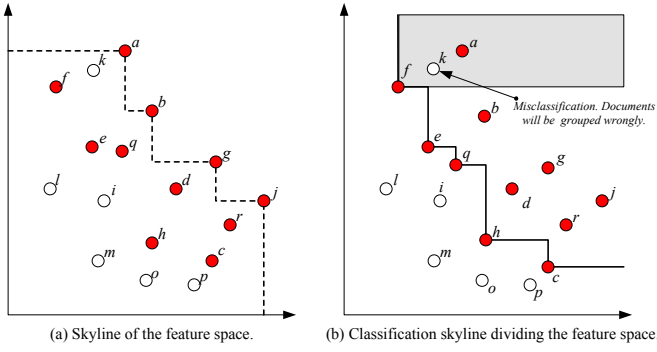 a
k
f
b
e
q
g
l
i
d
j
r
h
m
c
o
p
(a) Skyline of the feature space.
k
a
f
b
Misclassification. Documents
will be grouped wrongly.
e
q
g
l
i
d
j
r
h
m
c
o
p
(b) Classification skyline dividing the feature space